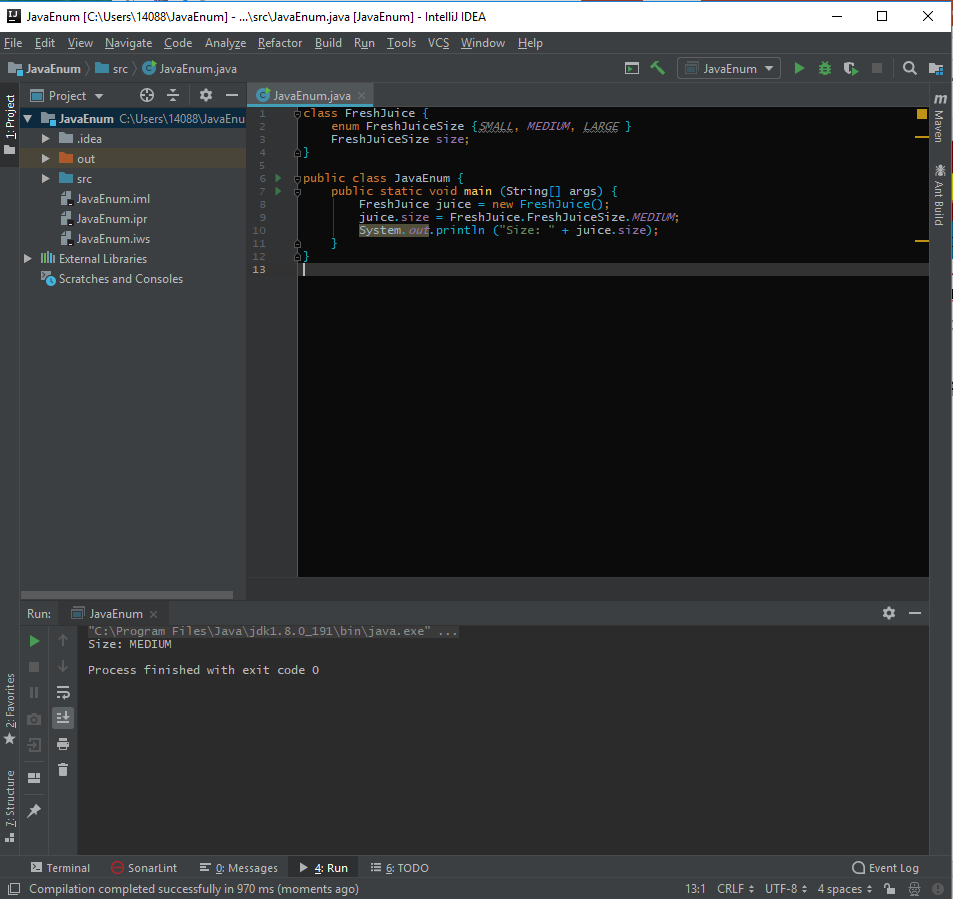 JavaEnum [C:\Users\14088\JavaEnum] - ...\src\JavaEnum.java [JavaEnum] - IntelliJ IDEA
File Edit View Navigate Code Analyze Refactor Build Run Tools VCS Window Help
JavaEnum src JavaEnum.java JavaEnum
Project JavaEnum.java
1: Project
JavaEnum C:\Users\14088\JavaEnu
.idea
out
src
JavaEnum.iml
JavaEnum.ipr
JavaEnum.iws
External Libraries
Scratches and Consoles
1 class FreshJuice {
2 enum FreshJuiceSize {SMALL, MEDIUM, LARGE }
3 FreshJuiceSize size;
4 }
5
6 public class JavaEnum {
7 public static void main (String[] args) {
8 FreshJuice juice = new FreshJuice();
9 juice.size = FreshJuice.FreshJuiceSize.MEDIUM;
10 System.out.println ("Size: " + juice.size);
11 }
12 }
13
Maven
Ant Build
Run: JavaEnum
"C:\Program Files\Java\jdk1.8.0_191\bin\java.exe" ...
Size: MEDIUM
Process finished with exit code 0
2: Favorites
7: Structure
Terminal SonarLint 0: Messages 4: Run 6: TODO Event Log
Compilation completed successfully in 970 ms (moments ago) 13:1 CRLF UTF-8 4 spaces